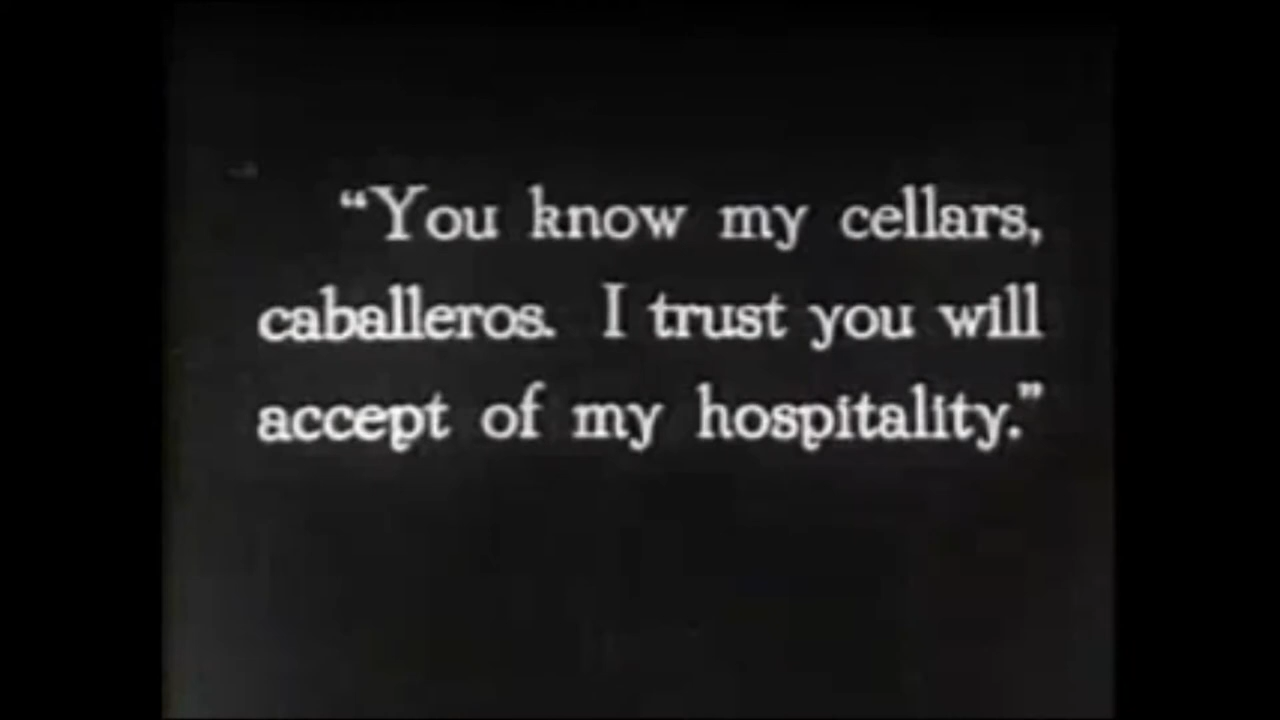 “You know my cellars,
caballeros. I trust you will
accept of my hospitality.”